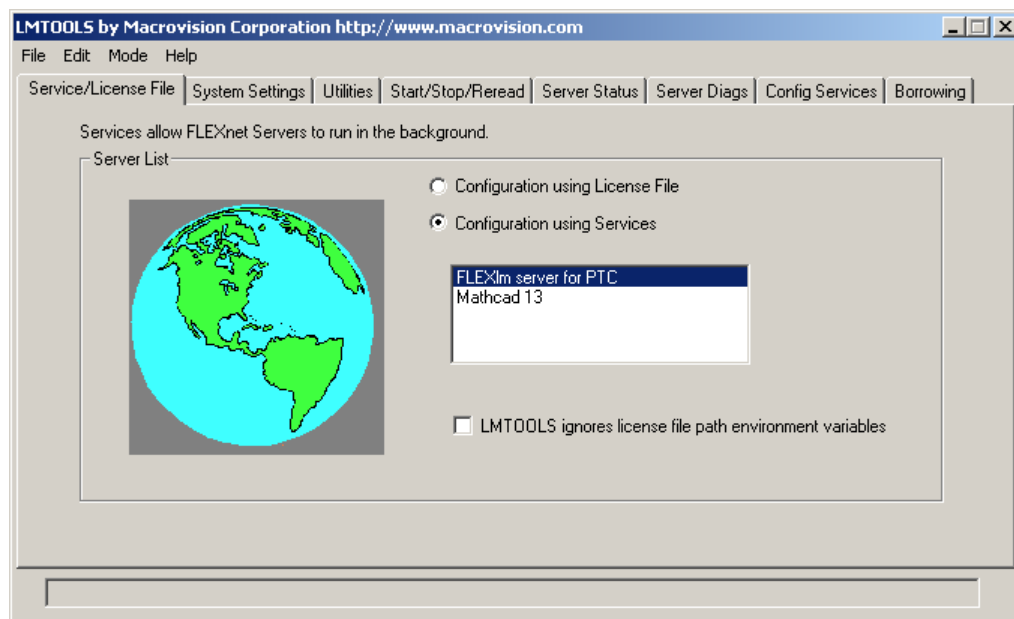 LMTOOLS by Macrovision Corporation http://www.macrovision.com
File Edit Mode Help
Service/License File System Settings Utilities Start/Stop/Reread Server Status Server Diags Config Services Borrowing
Services allow FLEXnet Servers to run in the background.
Server List
Configuration using License File
Configuration using Services
FLEXlm server for PTC
Mathcad 13
LMTOOLS ignores license file path environment variables